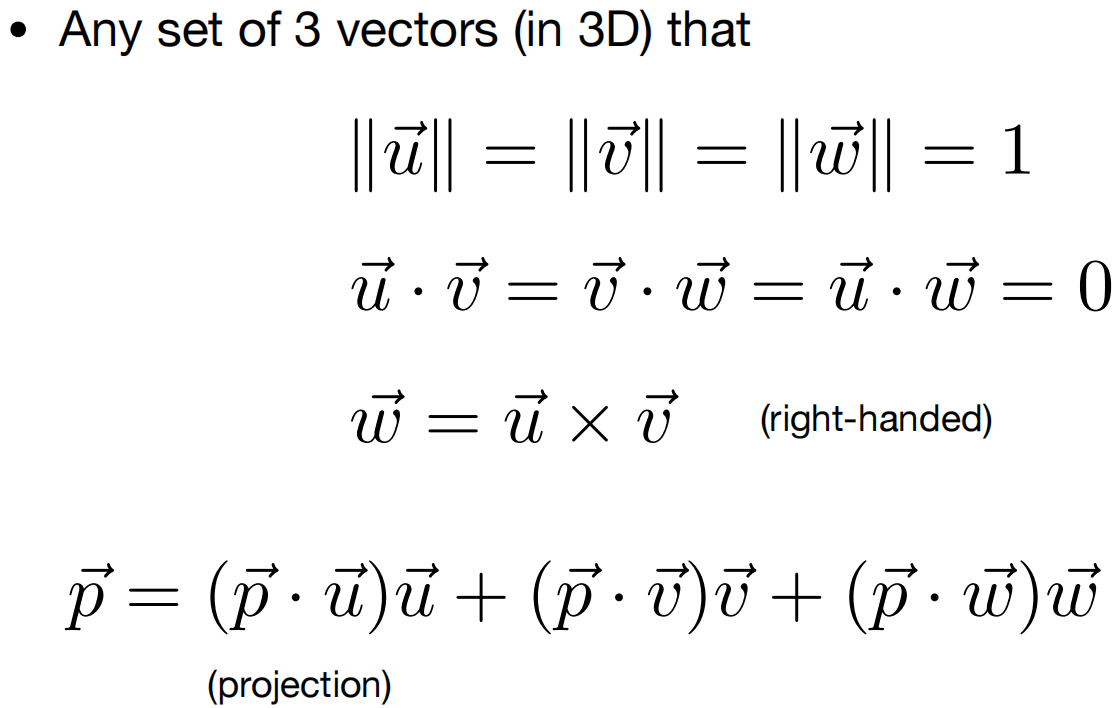 • Any set of 3 vectors (in 3D) that
‖u⃗‖ = ‖v⃗‖ = ‖w⃗‖ = 1
u⃗ · v⃗ = v⃗ · w⃗ = u⃗ · w⃗ = 0
w⃗ = u⃗ × v⃗ (right-handed)
p⃗ = (p⃗ · u⃗)u⃗ + (p⃗ · v⃗)v⃗ + (p⃗ · w⃗)w⃗
(projection)